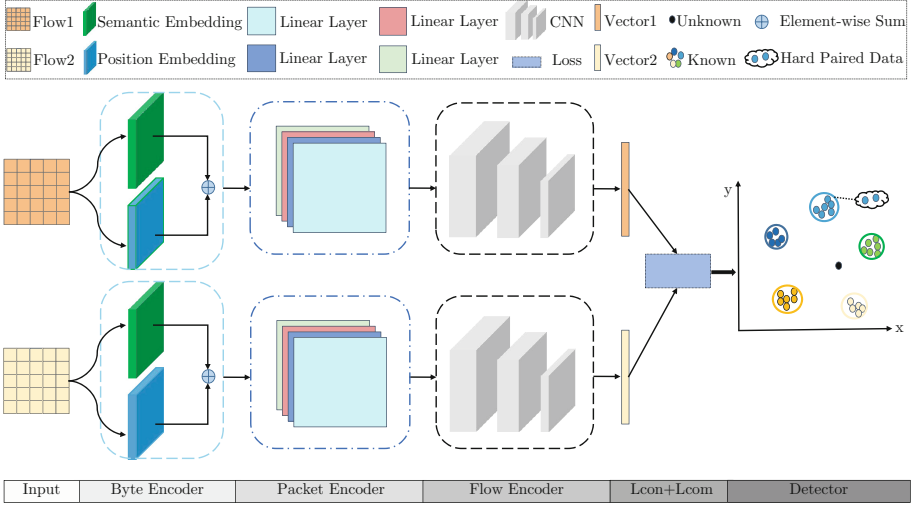 Flow1 Semantic Embedding Linear Layer Linear Layer CNN Vector1 Unknown Element-wise Sum
Flow2 Position Embedding Linear Layer Linear Layer Loss Vector2 Known Hard Paired Data
y
x
Input Byte Encoder Packet Encoder Flow Encoder Lcon+Lcom Detector